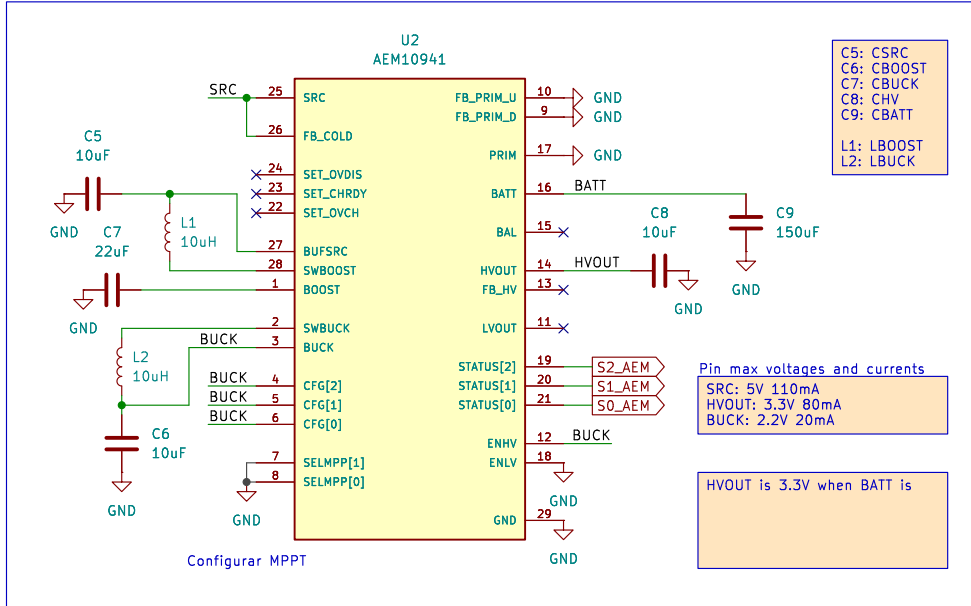 U2
AEM10941
SRC
25
SRC
26
FB_COLD
24
SET_OVDIS
23
SET_CHRDY
22
SET_OVCH
27
BUFSRC
28
SWBOOST
1
BOOST
2
SWBUCK
BUCK
3
BUCK
BUCK
4
CFG[2]
BUCK
5
CFG[1]
BUCK
6
CFG[0]
7
SELMPP[1]
8
SELMPP[0]
GND
C5
10uF
GND
L1
10uH
C7
22uF
GND
L2
10uH
C6
10uF
GND
FB_PRIM_U
10
GND
FB_PRIM_D
9
GND
PRIM
17
GND
BATT
16
BATT
BAL
15
HVOUT
14
HVOUT
FB_HV
13
LVOUT
11
STATUS[2]
19
S2_AEM
STATUS[1]
20
S1_AEM
STATUS[0]
21
S0_AEM
ENHV
12
BUCK
ENLV
18
GND
GND
29
GND
C8
10uF
GND
C9
150uF
GND
Configurar MPPT
C5: CSRC
C6: CBOOST
C7: CBUCK
C8: CHV
C9: CBATT
L1: LBOOST
L2: LBUCK
Pin max voltages and currents
SRC: 5V 110mA
HVOUT: 3.3V 80mA
BUCK: 2.2V 20mA
HVOUT is 3.3V when BATT is